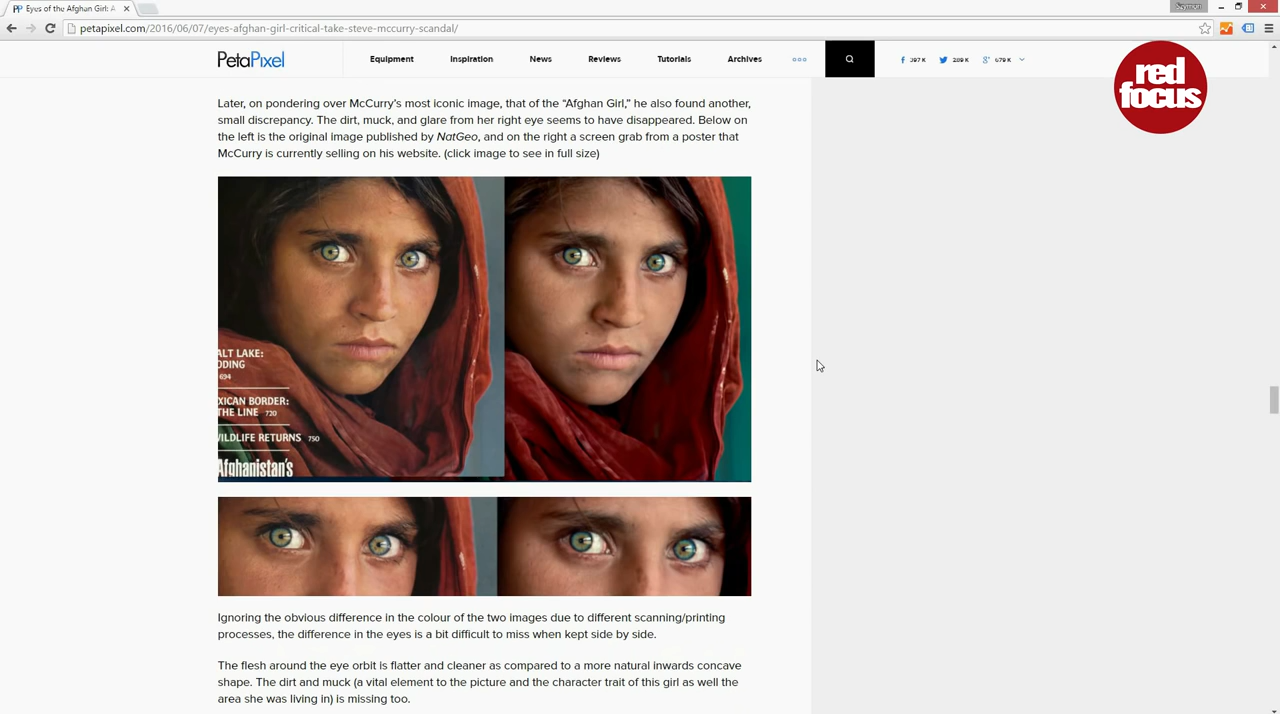 Eyes of the Afghan Girl: A
petapixel.com/2016/06/07/eyes-afghan-girl-critical-take-steve-mccurry-scandal/
PetaPixel Equipment Inspiration News Reviews Tutorials Archives 397 K 289 K 679 K
red
focus
Later, on pondering over McCurry’s most iconic image, that of the “Afghan Girl,” he also found another,
small discrepancy. The dirt, muck, and glare from her right eye seems to have disappeared. Below on
the left is the original image published by NatGeo, and on the right a screen grab from a poster that
McCurry is currently selling on his website. (click image to see in full size)
ALT LAKE:
ODING
694
XICAN BORDER:
THE LINE 720
WILDLIFE RETURNS 750
Afghanistan's
Ignoring the obvious difference in the colour of the two images due to different scanning/printing
processes, the difference in the eyes is a bit difficult to miss when kept side by side.
The flesh around the eye orbit is flatter and cleaner as compared to a more natural inwards concave
shape. The dirt and muck (a vital element to the picture and the character trait of this girl as well the
area she was living in) is missing too.